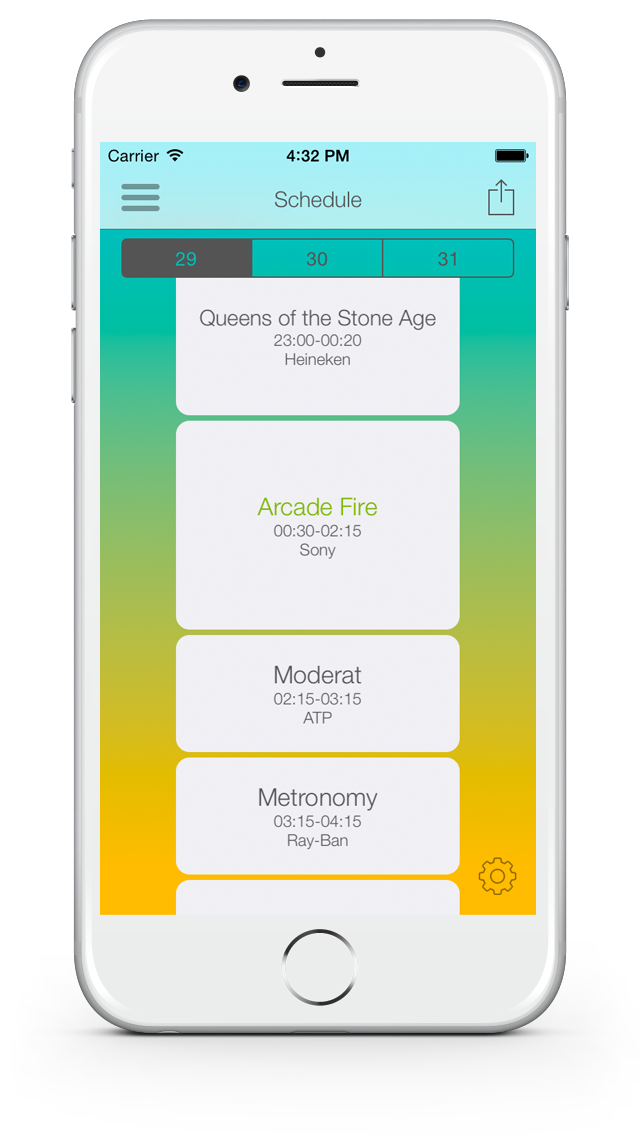 Carrier 4:32 PM
Schedule
29 30 31
Queens of the Stone Age
23:00-00:20
Heineken
Arcade Fire
00:30-02:15
Sony
Moderat
02:15-03:15
ATP
Metronomy
03:15-04:15
Ray-Ban